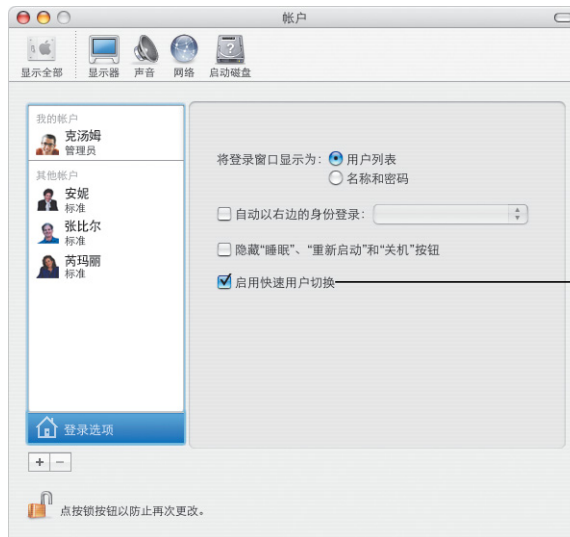 帐户
显示全部 显示器 声音 网络 启动磁盘
我的帐户
克汤姆
管理员
其他帐户
安妮
标准
张比尔
标准
芮玛丽
标准
登录选项
将登录窗口显示为： 用户列表
名称和密码
自动以右边的身份登录：
隐藏“睡眠”、“重新启动”和“关机”按钮
启用快速用户切换
点按锁按钮以防止再次更改。